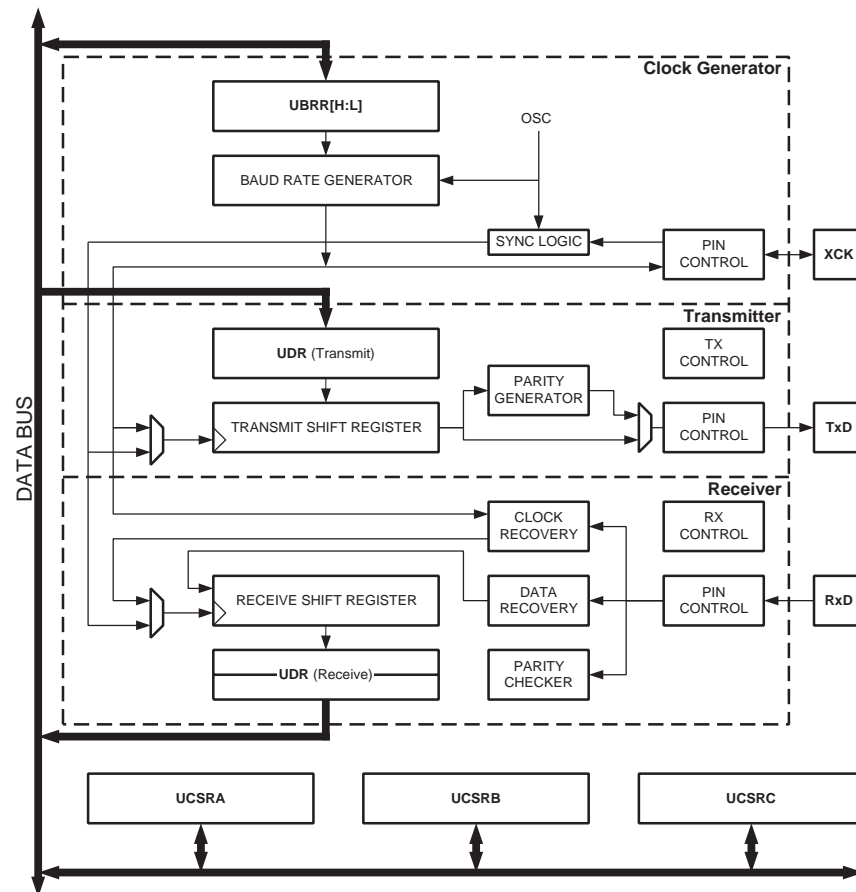 Clock Generator
UBRR[H:L]
OSC
BAUD RATE GENERATOR
SYNC LOGIC
PIN
CONTROL
XCK
Transmitter
UDR (Transmit)
TX
CONTROL
PARITY
GENERATOR
TRANSMIT SHIFT REGISTER
PIN
CONTROL
TxD
DATA BUS
Receiver
CLOCK
RECOVERY
RX
CONTROL
RECEIVE SHIFT REGISTER
DATA
RECOVERY
PIN
CONTROL
RxD
UDR (Receive)
PARITY
CHECKER
UCSRA
UCSRB
UCSRC